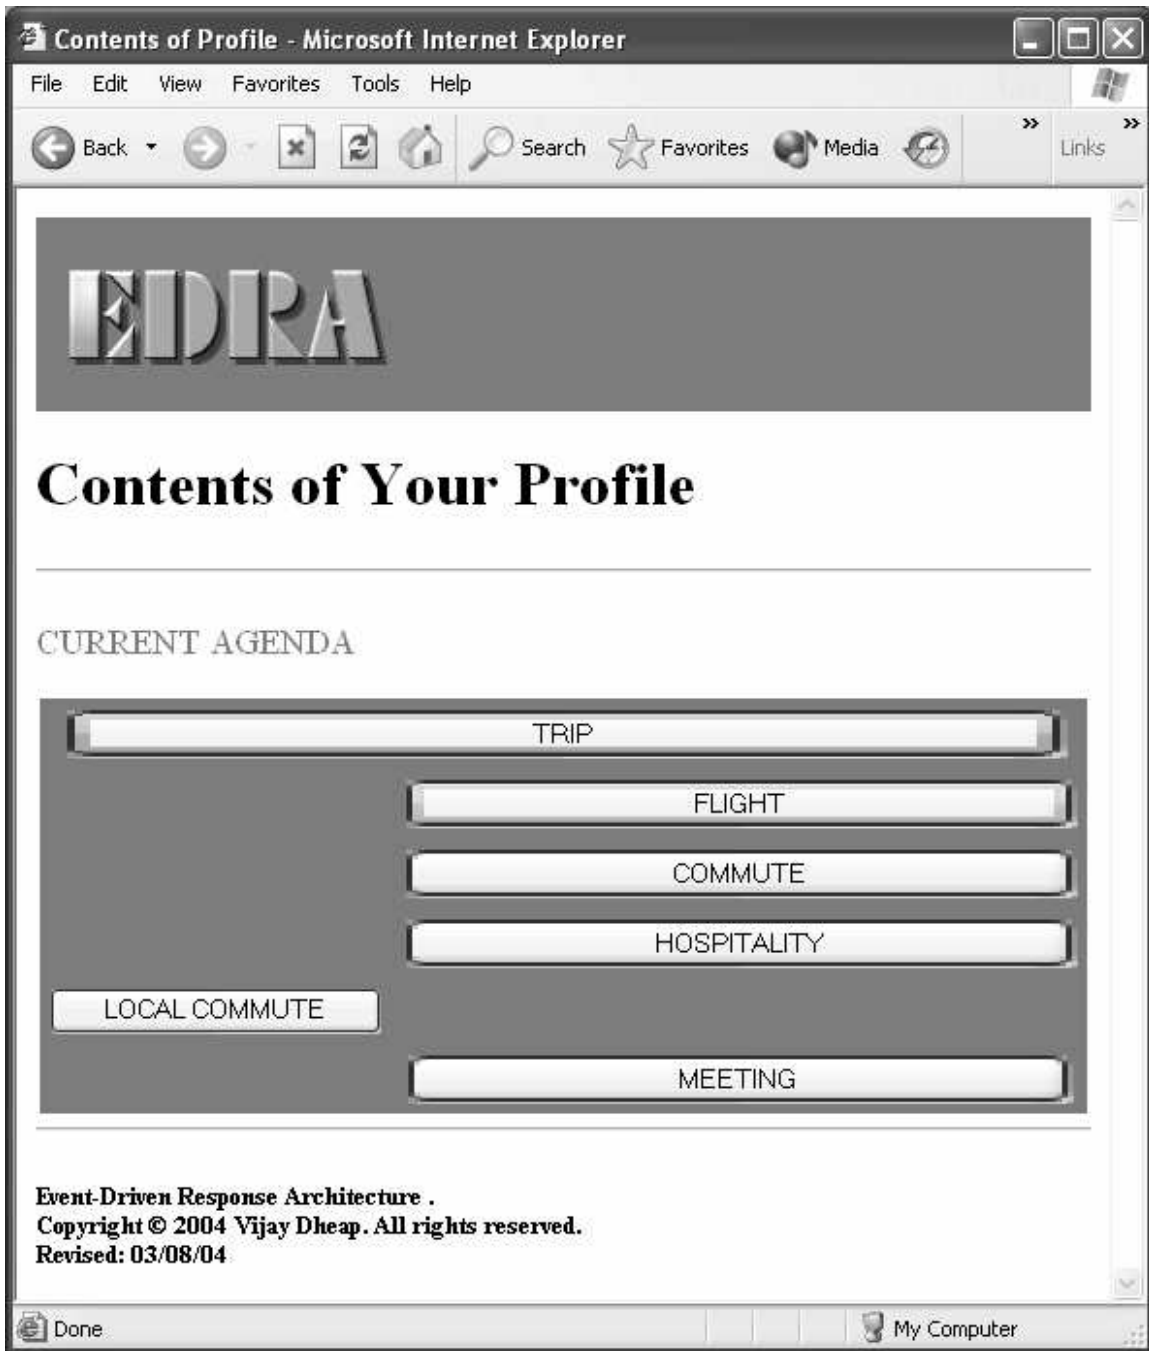 Contents of Profile - Microsoft Internet Explorer
File Edit View Favorites Tools Help
Back Search Favorites Media » Links »
EDRA
Contents of Your Profile
CURRENT AGENDA
TRIP
FLIGHT
COMMUTE
HOSPITALITY
LOCAL COMMUTE
MEETING
Event-Driven Response Architecture .
Copyright © 2004 Vijay Dheap. All rights reserved.
Revised: 03/08/04
Done My Computer